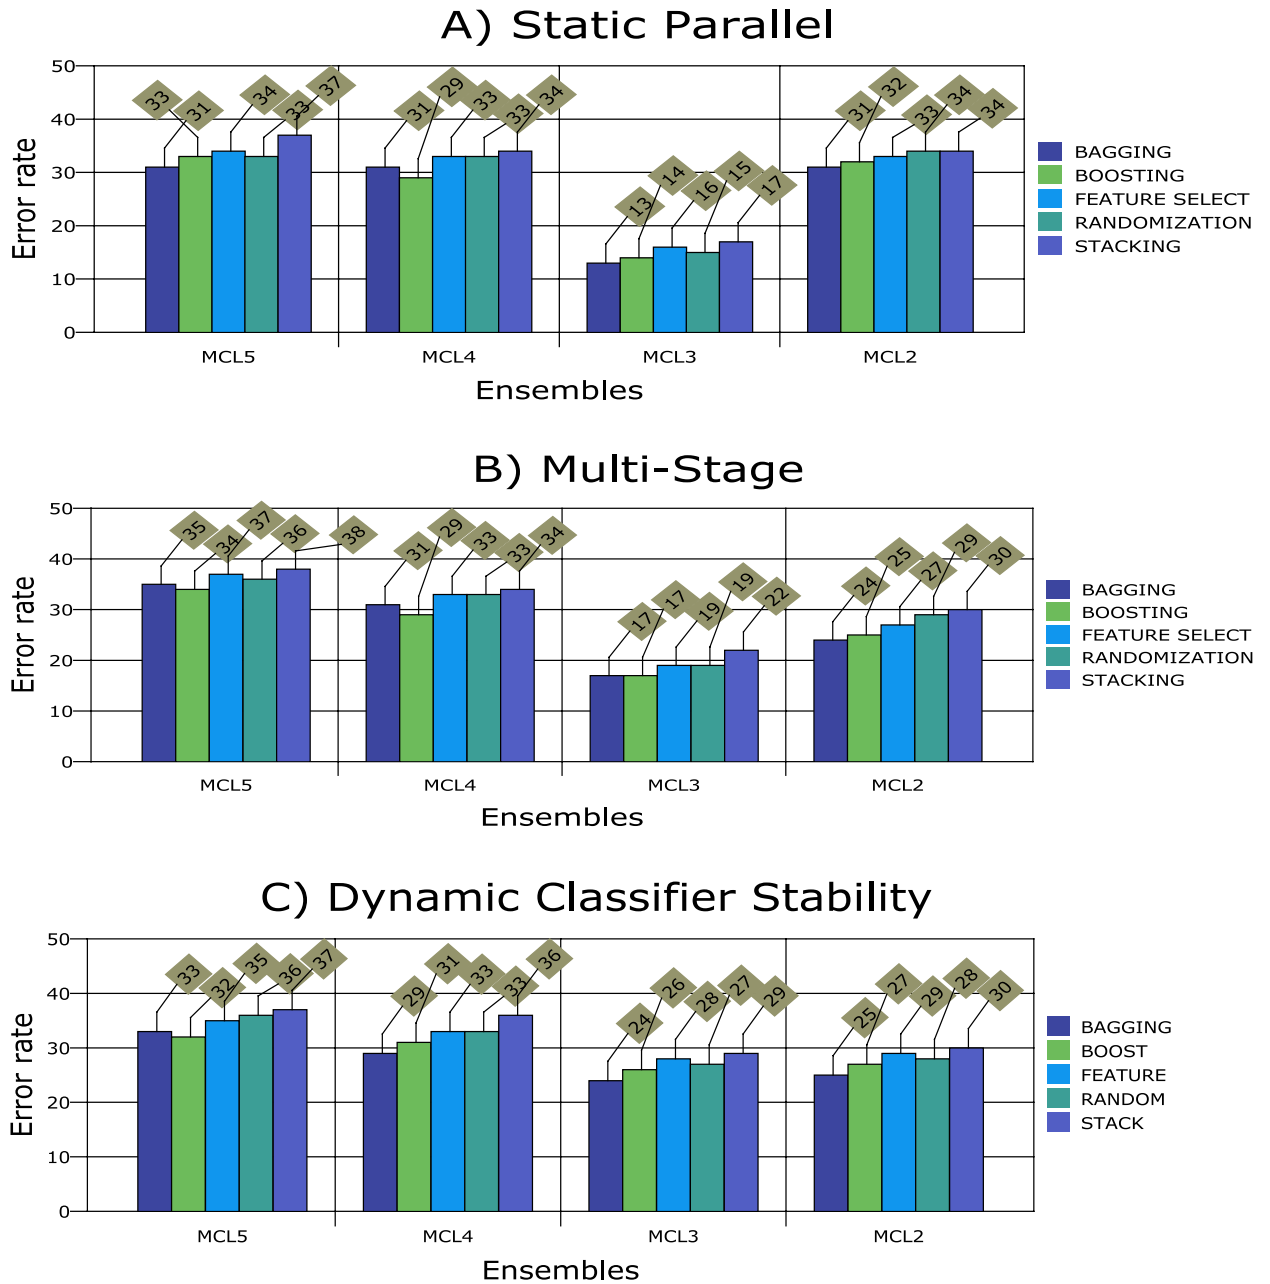 A) Static Parallel
50
40
30
20
10
0
Error rate
33 31 34 33 37
31 29 33 33 34
13 14 16 15 17
31 32 33 34 34
MCL5 MCL4 MCL3 MCL2
Ensembles
BAGGING
BOOSTING
FEATURE SELECT
RANDOMIZATION
STACKING
B) Multi-Stage
50
40
30
20
10
0
Error rate
35 34 37 36 38
31 29 33 33 34
17 17 19 19 22
24 25 27 29 30
MCL5 MCL4 MCL3 MCL2
Ensembles
BAGGING
BOOSTING
FEATURE SELECT
RANDOMIZATION
STACKING
C) Dynamic Classifier Stability
50
40
30
20
10
0
Error rate
33 32 35 36 37
29 31 33 33 36
24 26 28 27 29
25 27 29 28 30
MCL5 MCL4 MCL3 MCL2
Ensembles
BAGGING
BOOST
FEATURE
RANDOM
STACK